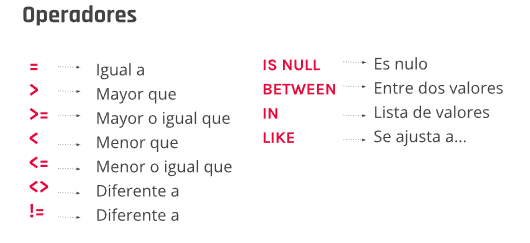 Operadores
= Igual a
> Mayor que
>= Mayor o igual que
< Menor que
<= Menor o igual que
<> Diferente a
!= Diferente a
IS NULL Es nulo
BETWEEN Entre dos valores
IN Lista de valores
LIKE Se ajusta a...